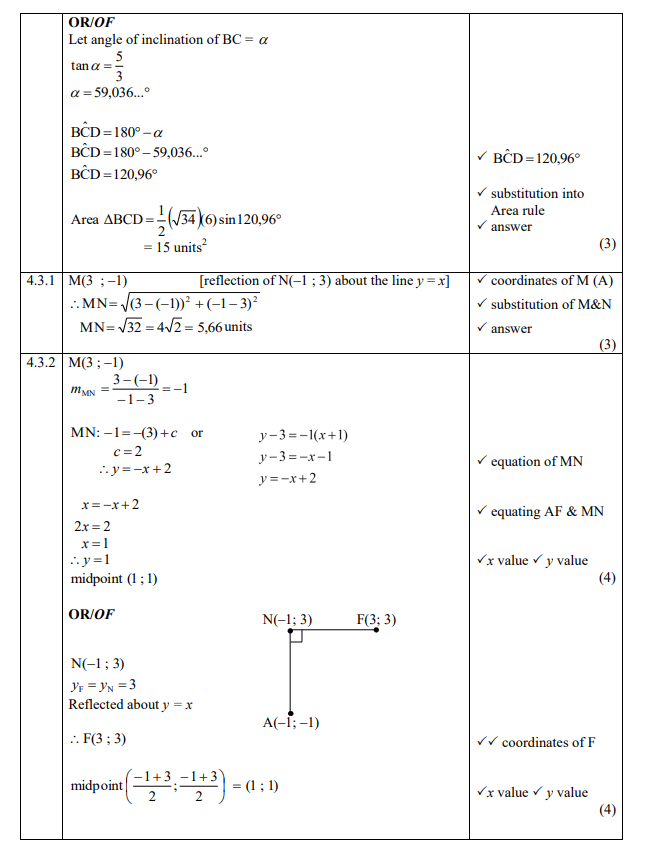 OR/OF
Let angle of inclination of BC = α
tan α = 5/3
α = 59,036...°
BĈD = 180° − α
BĈD = 180° − 59,036...°
BĈD = 120,96°
✓ BĈD = 120,96°
Area ΔBCD = 1/2(√34)(6) sin 120,96°
= 15 units²
✓ substitution into
Area rule
✓ answer
(3)
4.3.1
M(3 ; −1) [reflection of N(−1 ; 3) about the line y = x]
∴ MN = √((3 − (−1))² + (−1 − 3)²)
MN = √32 = 4√2 = 5,66 units
✓ coordinates of M (A)
✓ substitution of M&N
✓ answer
(3)
4.3.2
M(3 ; −1)
m_MN = (3 − (−1))/(−1 − 3) = −1
MN: −1 = −(3) + c or y − 3 = −1(x + 1)
c = 2 y − 3 = −x − 1
∴ y = −x + 2 y = −x + 2
✓ equation of MN
x = −x + 2
✓ equating AF & MN
2x = 2
x = 1
∴ y = 1
✓ x value ✓ y value
midpoint (1 ; 1)
(4)
OR/OF
N(−1; 3) F(3; 3)
N(−1 ; 3)
y_F = y_N = 3
Reflected about y = x
A(−1; −1)
∴ F(3 ; 3)
✓✓ coordinates of F
midpoint((−1 + 3)/2 ; (−1 + 3)/2) = (1 ; 1)
✓ x value ✓ y value
(4)